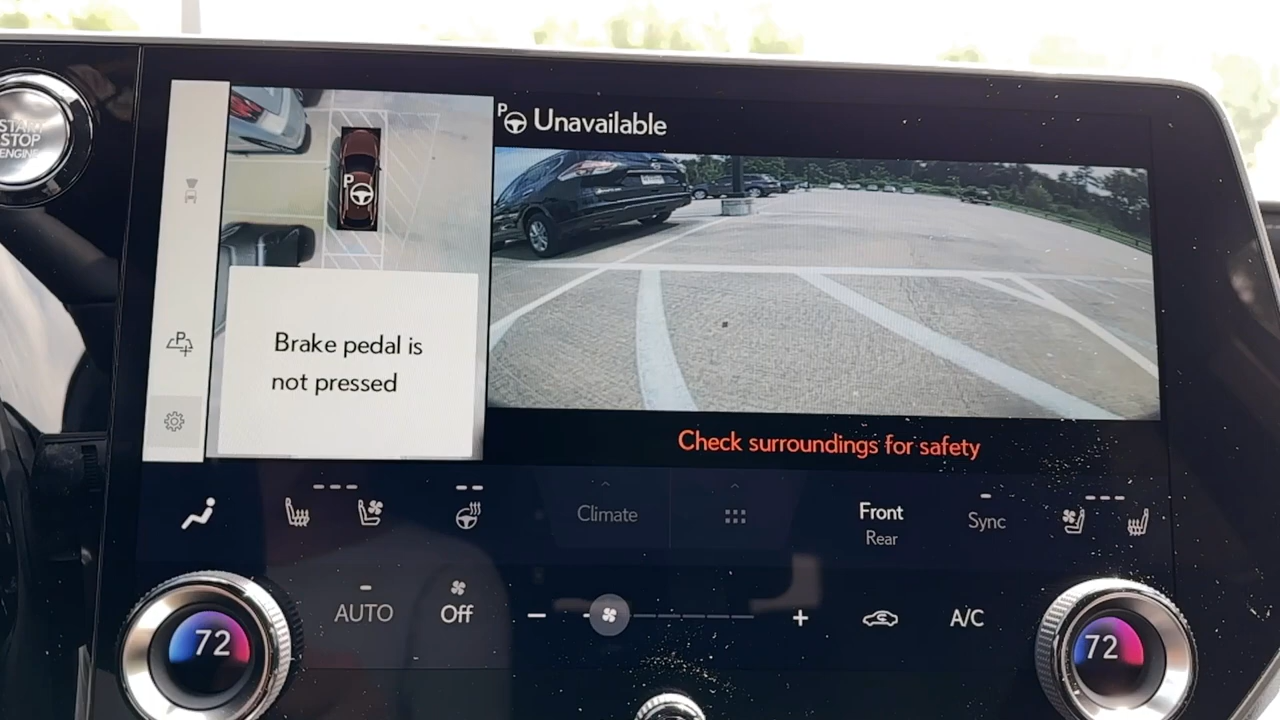 START
STOP
ENGINE
P
Unavailable
P
Brake pedal is
not pressed
P
Check surroundings for safety
Climate
Front
Rear
Sync
AUTO
Off
A/C
72
72